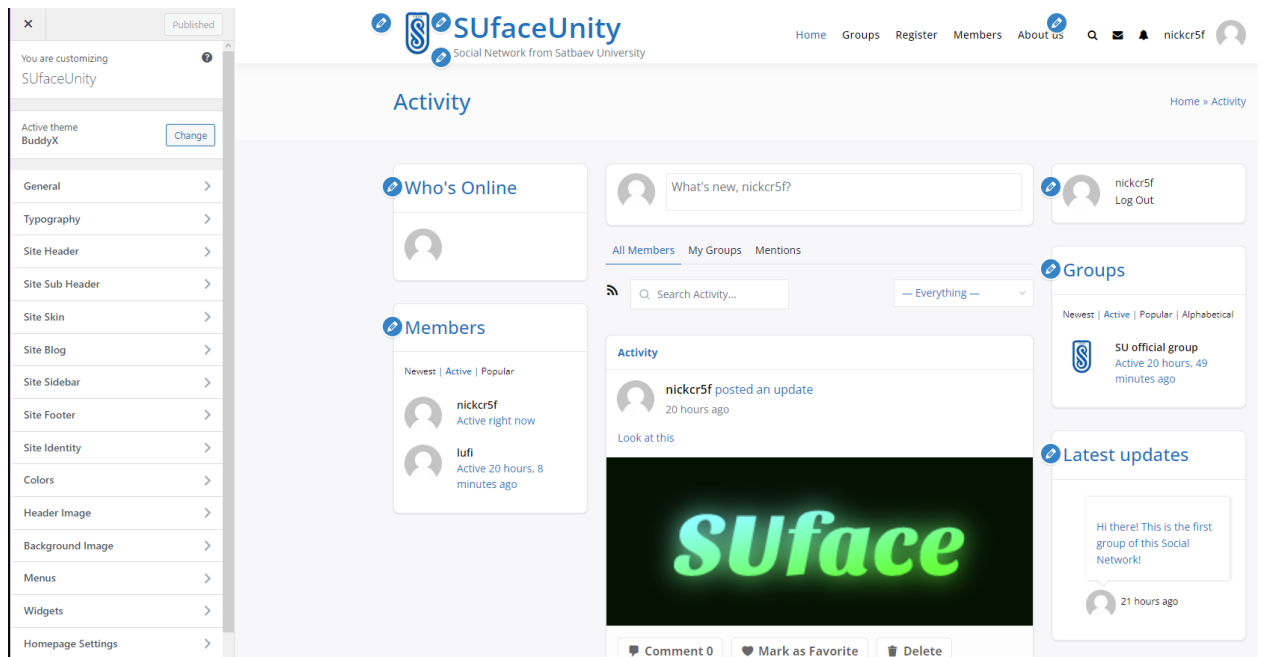 Published
You are customizing
SUfaceUnity
Active theme
BuddyX
Change
General
Typography
Site Header
Site Sub Header
Site Skin
Site Blog
Site Sidebar
Site Footer
Site Identity
Colors
Header Image
Background Image
Menus
Widgets
Homepage Settings
SUfaceUnity
Social Network from Satbaev University
Home Groups Register Members About us nickcr5f
Activity
Home » Activity
Who's Online
Members
Newest | Active | Popular
nickcr5f
Active right now
lufi
Active 20 hours, 8
minutes ago
What's new, nickcr5f?
All Members My Groups Mentions
Search Activity...
— Everything —
Activity
nickcr5f posted an update
20 hours ago
Look at this
SUface
Comment 0 Mark as Favorite Delete
nickcr5f
Log Out
Groups
Newest | Active | Popular | Alphabetical
SU official group
Active 20 hours, 49
minutes ago
Latest updates
Hi there! This is the first
group of this Social
Network!
21 hours ago